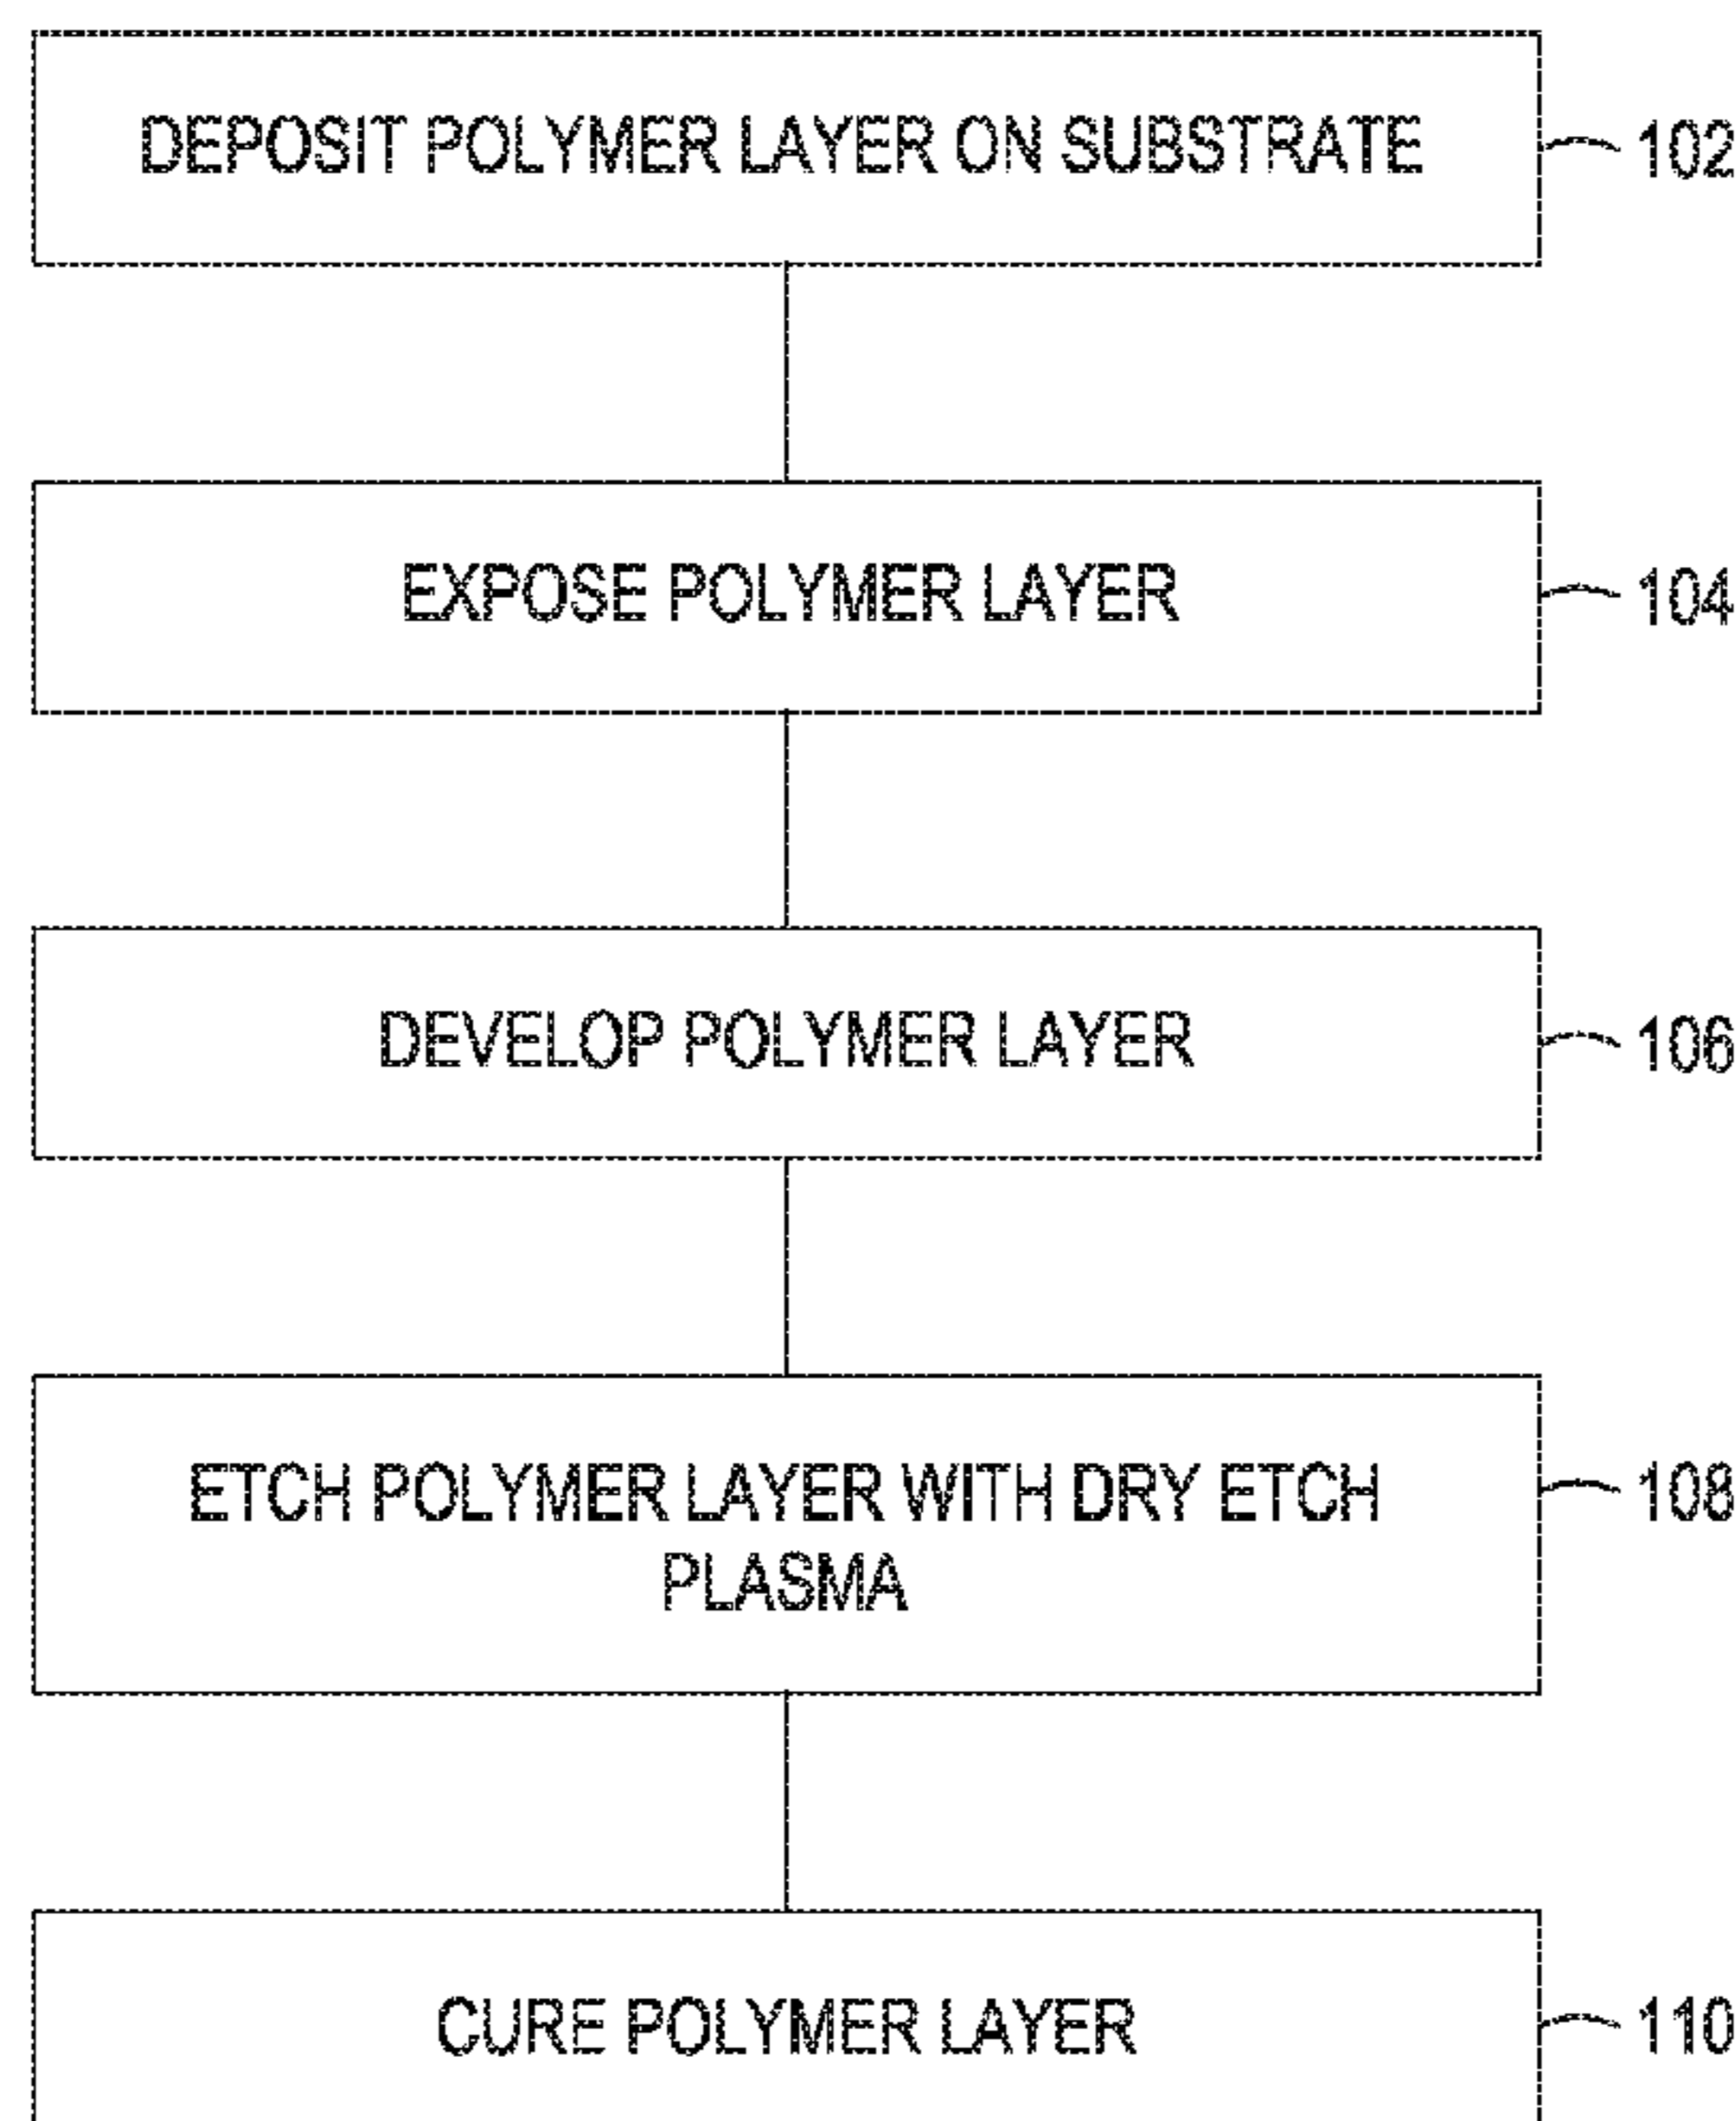 DEPOSIT POLYMER LAYER ON SUBSTRATE
102
EXPOSE POLYMER LAYER
104
DEVELOP POLYMER LAYER
106
ETCH POLYMER LAYER WITH DRY ETCH
PLASMA
108
CURE POLYMER LAYER
110